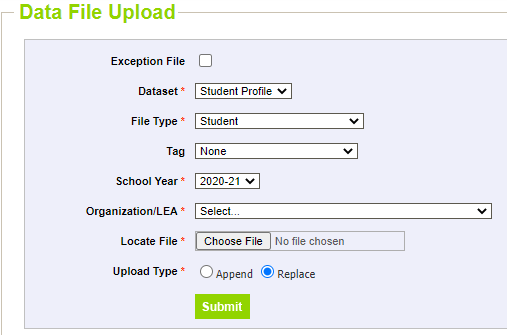 Data File Upload
Exception File
Dataset * Student Profile
File Type * Student
Tag None
School Year * 2020-21
Organization/LEA * Select...
Locate File * Choose File No file chosen
Upload Type * Append Replace
Submit